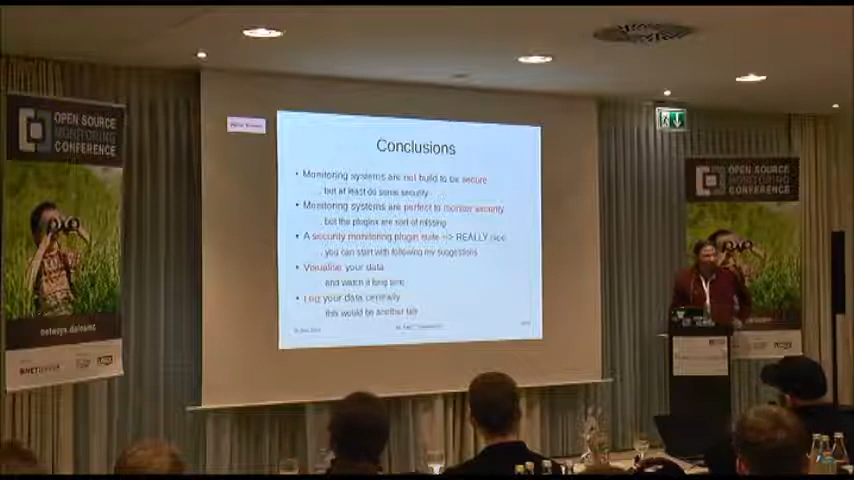 OPEN SOURCE
MONITORING
CONFERENCE
Conclusions
• Monitoring systems are not build to be secure
but at least do some security
• Monitoring systems are perfect to monitor security
but the plugins are sort of missing
• A security monitoring plugin suite => REALLY nice
you can start with following my suggestions
• Visualise your data
and watch it long time
• Log your data centrally
this would be another talk
OPEN SOURCE
MONITORING
CONFERENCE